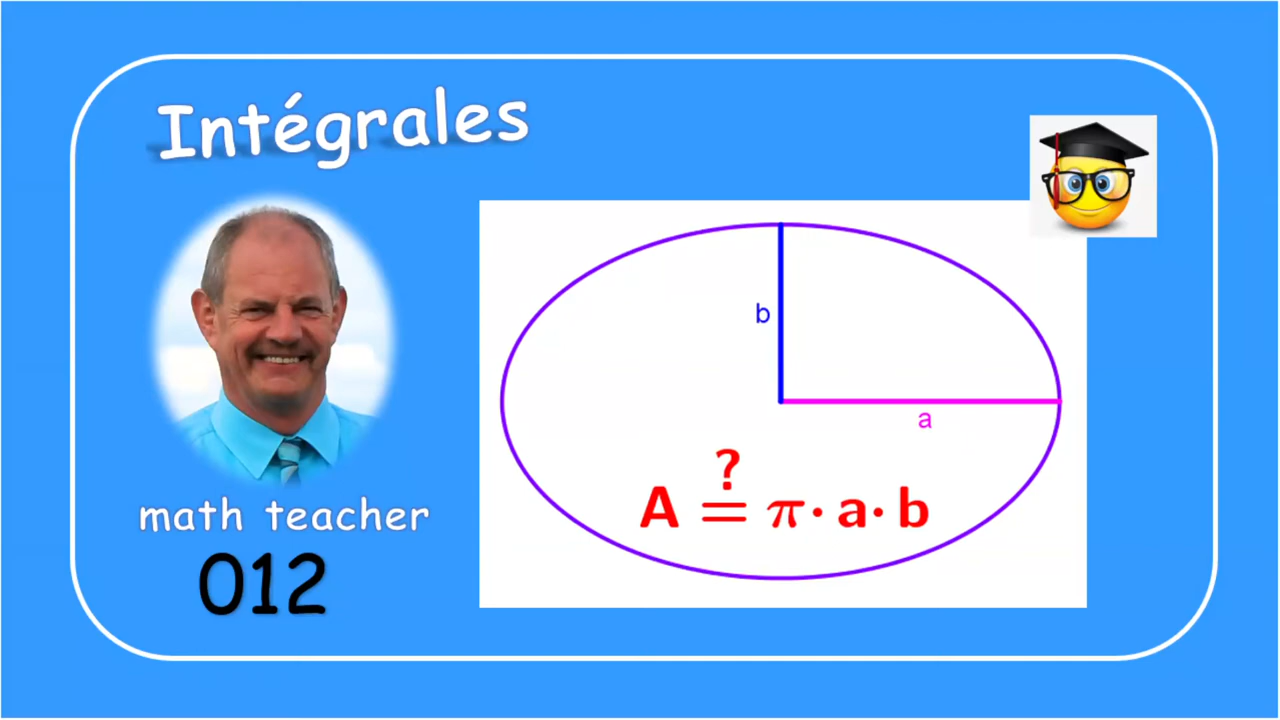 Intégrales
math teacher
012
b
a
?
A = π · a · b